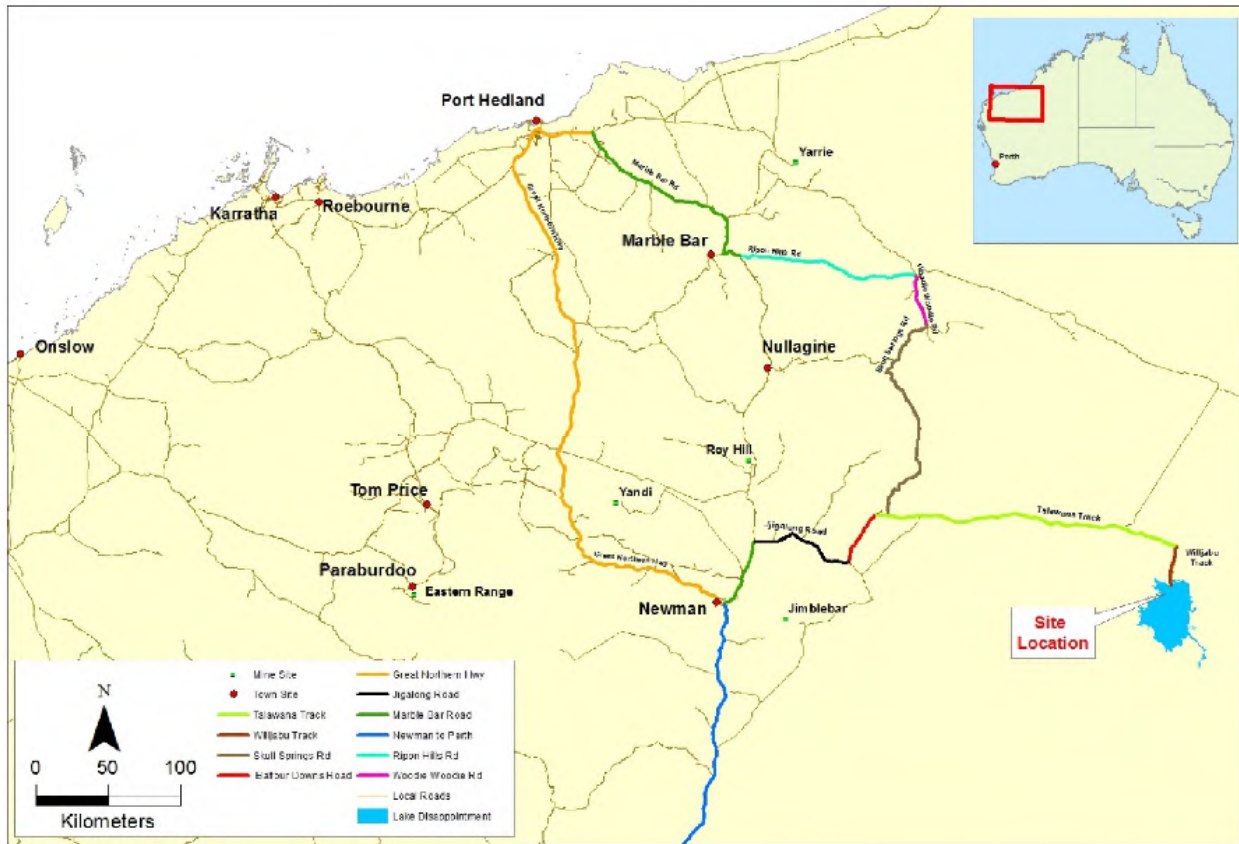 Port Hedland
Yarrie
Perth
Marble Bar Rd
Karratha
Roebourne
Great Northern Hwy
Marble Bar
Ripon Hills Rd
Woodie Woodie Rd
Onslow
Nullagine
Skull Springs Rd
Roy Hill
Yandi
Tom Price
Jigalong Road
Talawana Track
Great Northern Hwy
Willjabu
Track
Paraburdoo
Eastern Range
Newman
Jimblebar
Site
Location
N
0 50 100
Kilometers
Mine Site
Town Site
Talawana Track
Willjabu Track
Skull Springs Rd
Balfour Downs Road
Great Northern Hwy
Jigalong Road
Marble Bar Road
Newman to Perth
Ripon Hills Rd
Woodie Woodie Rd
Local Roads
Lake Disappointment